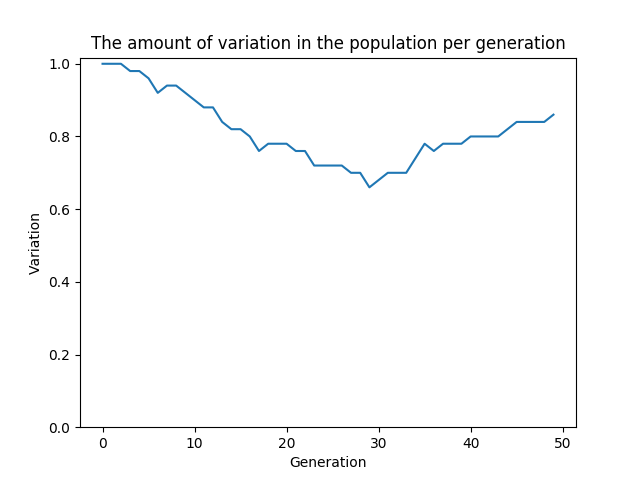 The amount of variation in the population per generation
1.0
0.8
0.6
0.4
0.2
0.0
Variation
0 10 20 30 40 50
Generation